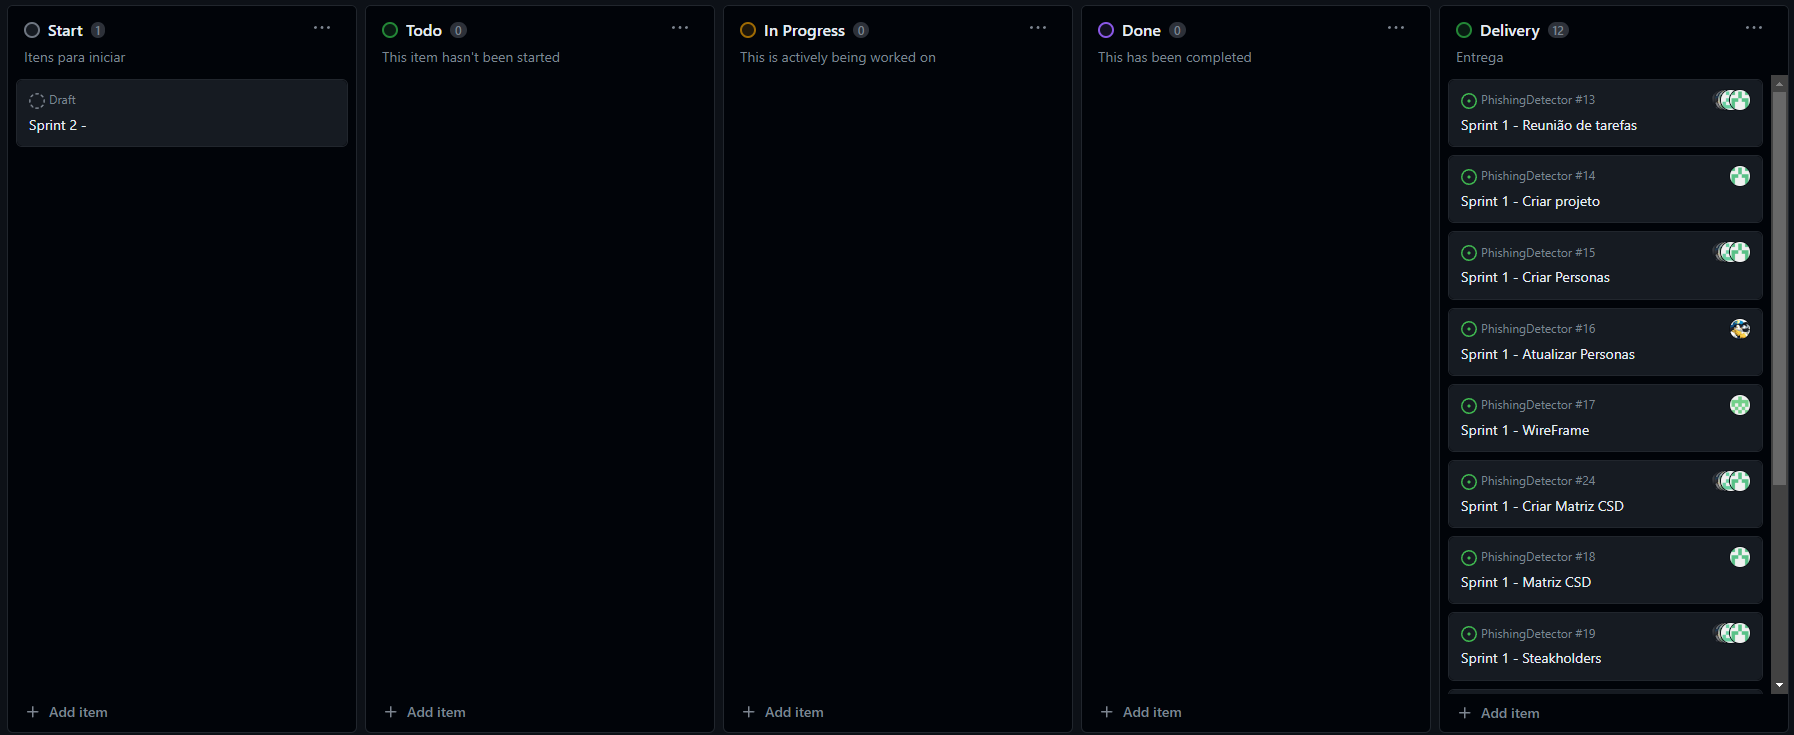 Start 1
Itens para iniciar
Draft
Sprint 2 -
Add item
Todo 0
This item hasn't been started
Add item
In Progress 0
This is actively being worked on
Add item
Done 0
This has been completed
Add item
Delivery 12
Entrega
PhishingDetector #13
Sprint 1 - Reunião de tarefas
PhishingDetector #14
Sprint 1 - Criar projeto
PhishingDetector #15
Sprint 1 - Criar Personas
PhishingDetector #16
Sprint 1 - Atualizar Personas
PhishingDetector #17
Sprint 1 - WireFrame
PhishingDetector #24
Sprint 1 - Criar Matriz CSD
PhishingDetector #18
Sprint 1 - Matriz CSD
PhishingDetector #19
Sprint 1 - Steakholders
Add item